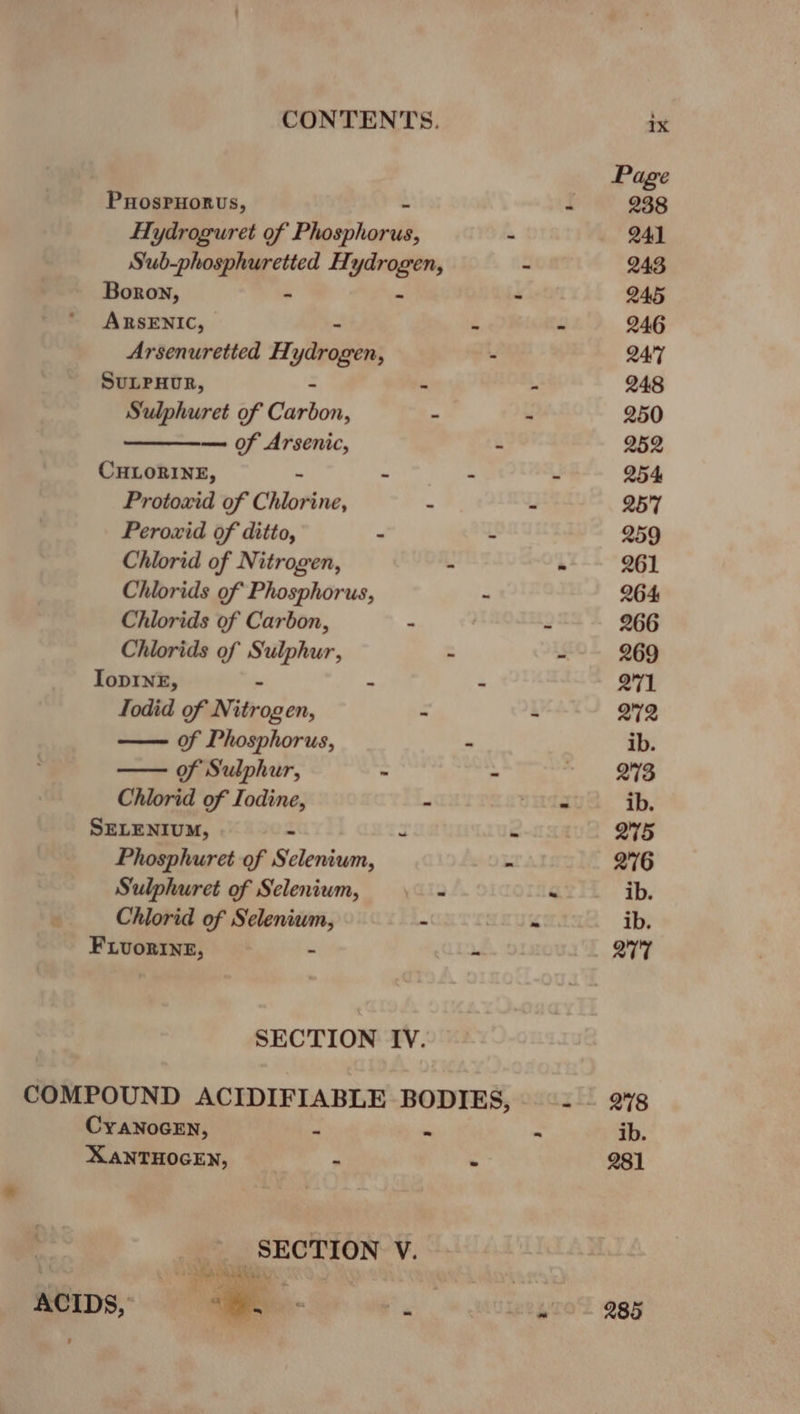 CONTENTS. ix
Page
PHOSPHORUS, - - 238
Hydroguret of Phosphorus, - 241
Sub-phosphuretted Hydrogen, - 243
BORON, - - - 245
ARSENIC, - - - 246
Arsenuretted Hydrogen, - 247
SULPHUR, - - - 248
Sulphuret of Carbon, - - 250
——— of Arsenic, - 252
CHLORINE, - - - - 254
Protoxid of Chlorine, - - 257
Peroxid of ditto, - - 259
Chlorid of Nitrogen, - - 261
Chlorids of Phosphorus, - 264
Chlorids of Carbon, - - 266
Chlorids of Sulphur, - - 269
IODINE, - - - 271
Iodid of Nitrogen, - - 272
—— of Phosphorus, - ib.
—— of Sulphur, - - 273
Chlorid of Iodine, - - ib.
SELENIUM, - - - 275
Phosphuret of Selenium, - 276
Sulphuret of Selenium, - - ib.
Chlorid of Selenium, - - ib.
FLUORINE, - - 277
SECTION IV.
COMPOUND ACIDIFIABLE BODIES, - 278
CYANOGEN, - - - ib.
XANTHOGEN, - - 281
SECTION V.
ACIDS, - - - 285